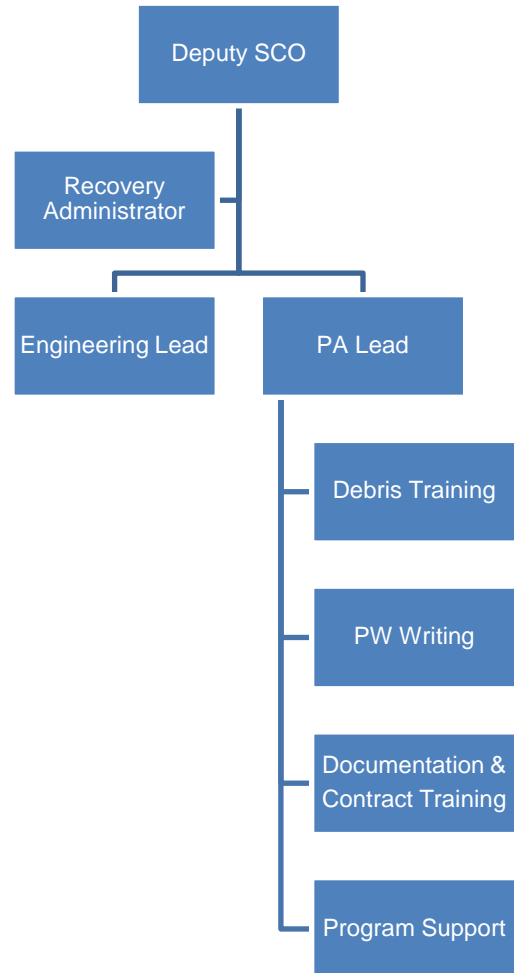 Deputy SCO
Recovery
Administrator
Engineering Lead
PA Lead
Debris Training
PW Writing
Documentation &
Contract Training
Program Support